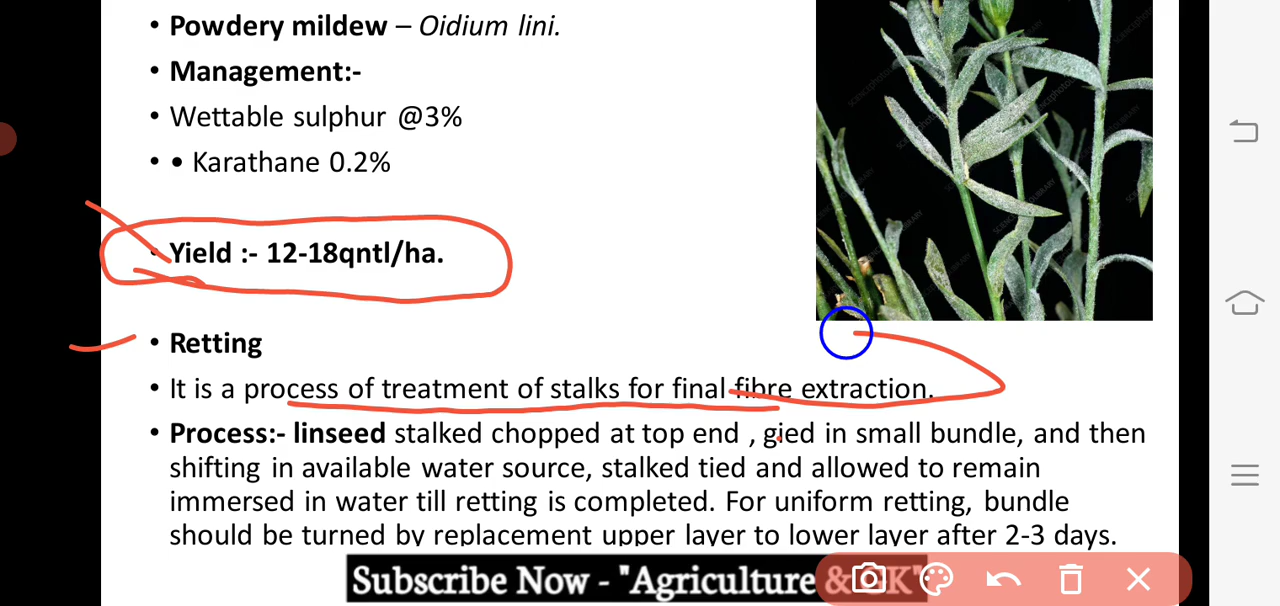 • Powdery mildew – Oidium lini.
• Management:-
• Wettable sulphur @3%
• • Karathane 0.2%
• Yield :- 12-18qntl/ha.
• Retting
• It is a process of treatment of stalks for final fibre extraction.
• Process:- linseed stalked chopped at top end , gied in small bundle, and then
shifting in available water source, stalked tied and allowed to remain
immersed in water till retting is completed. For uniform retting, bundle
should be turned by replacement upper layer to lower layer after 2-3 days.
Subscribe Now - "Agriculture & GK"